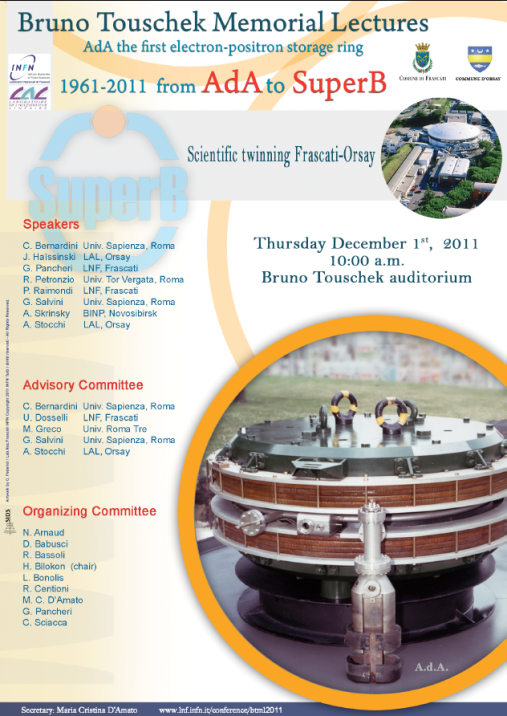 Bruno Touschek Memorial Lectures
AdA the first electron-positron storage ring
1961-2011 from AdA to SuperB
INFN
LAL
COMUNE DI FRASCATI
COMMUNE D'ORSAY
SuperB
Scientific twinning Frascati-Orsay
Thursday December 1st, 2011
10:00 a.m.
Bruno Touschek auditorium
Speakers
C. Bernardini Univ. Sapienza, Roma
J. Haïssinski LAL, Orsay
G. Pancheri LNF, Frascati
R. Petronzio Univ. Tor Vergata, Roma
P. Raimondi LNF, Frascati
G. Salvini Univ. Sapienza, Roma
A. Skrinsky BINP, Novosibirsk
A. Stocchi LAL, Orsay
Advisory Committee
C. Bernardini Univ. Sapienza, Roma
U. Dosselli LNF, Frascati
M. Greco Univ. Roma Tre
G. Salvini Univ. Sapienza, Roma
A. Stocchi LAL, Orsay
Organizing Committee
N. Arnaud
D. Babusci
R. Bassoli
H. Bilokon (chair)
L. Bonolis
R. Centioni
M. C. D'Amato
G. Pancheri
C. Sciacca
SIDS
A.d.A.
Secretary: Maria Cristina D'Amato www.lnf.infn.it/conference/btml2011